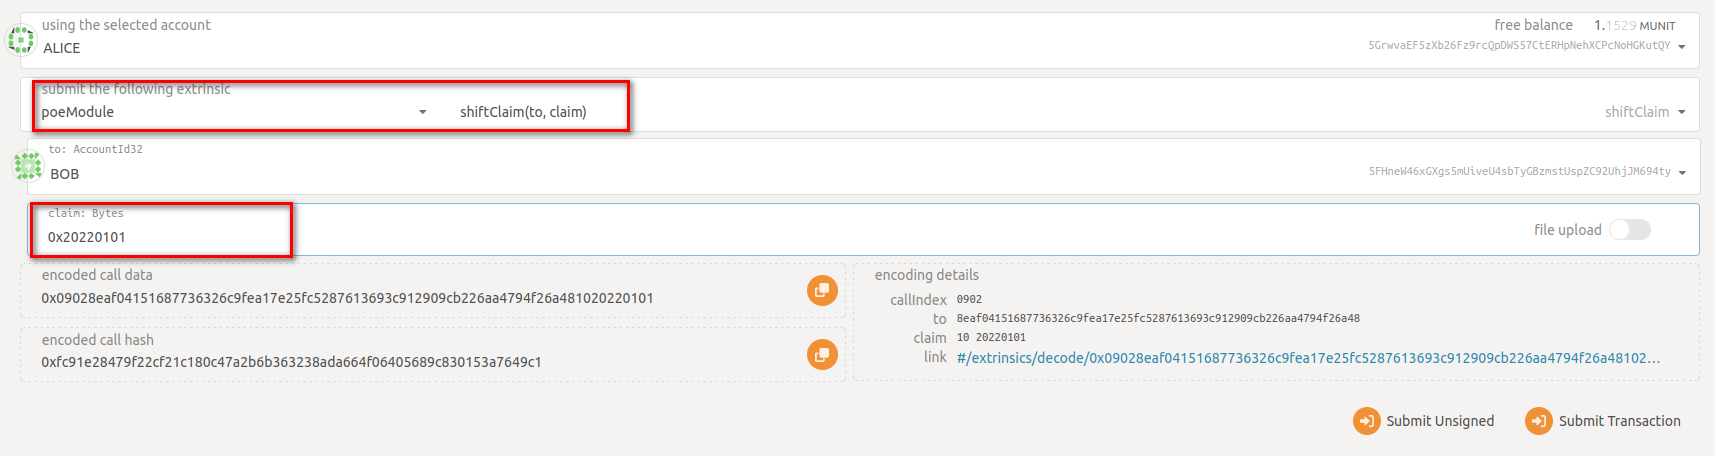 using the selected account
free balance 1.1529 MUNIT
ALICE
5GrwvaEF5zXb26Fz9rcQpDWS57CtERHpNehXCPcNoHGKutQY
submit the following extrinsic
poeModule
shiftClaim(to, claim)
shiftClaim
to: AccountId32
BOB
5FHneW46xGXgs5mUiveU4sbTyGBzmstUspZC92UhjJM694ty
claim: Bytes
0x20220101
file upload
encoded call data
0x09028eaf04151687736326c9fea17e25fc5287613693c912909cb226aa4794f26a481020220101
encoded call hash
0xfc91e28479f22cf21c180c47a2b6b363238ada664f06405689c830153a7649c1
encoding details
callIndex 0902
to 8eaf04151687736326c9fea17e25fc5287613693c912909cb226aa4794f26a48
claim 10 20220101
link #/extrinsics/decode/0x09028eaf04151687736326c9fea17e25fc5287613693c912909cb226aa4794f26a48102…
Submit Unsigned
Submit Transaction